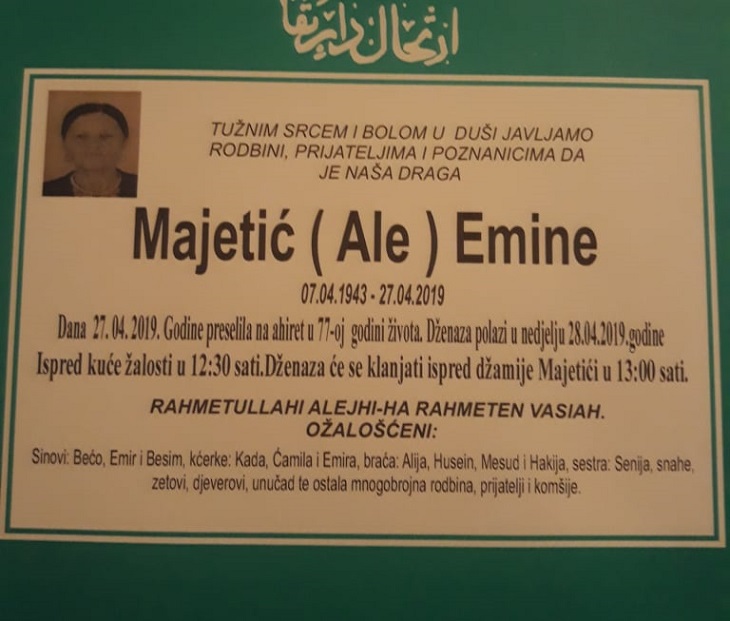 ارتحال دار بقا
TUŽNIM SRCEM I BOLOM U DUŠI JAVLJAMO
RODBINI, PRIJATELJIMA I POZNANICIMA DA
JE NAŠA DRAGA
Majetić ( Ale ) Emine
07.04.1943 - 27.04.2019
Dana 27.04.2019. Godine preselila na ahiret u 77-oj godini života. Dženaza polazi u nedjelju 28.04.2019.godine
Ispred kuće žalosti u 12:30 sati.Dženaza će se klanjati ispred džamije Majetići u 13:00 sati.
RAHMETULLAHI ALEJHI-HA RAHMETEN VASIAH.
OŽALOŠĆENI:
Sinovi: Bećo, Emir i Besim, kćerke: Kada, Ćamila i Emira, braća: Alija, Husein, Mesud i Hakija, sestra: Senija, snahe,
zetovi, djeverovi, unučad te ostala mnogobrojna rodbina, prijatelji i komšije.